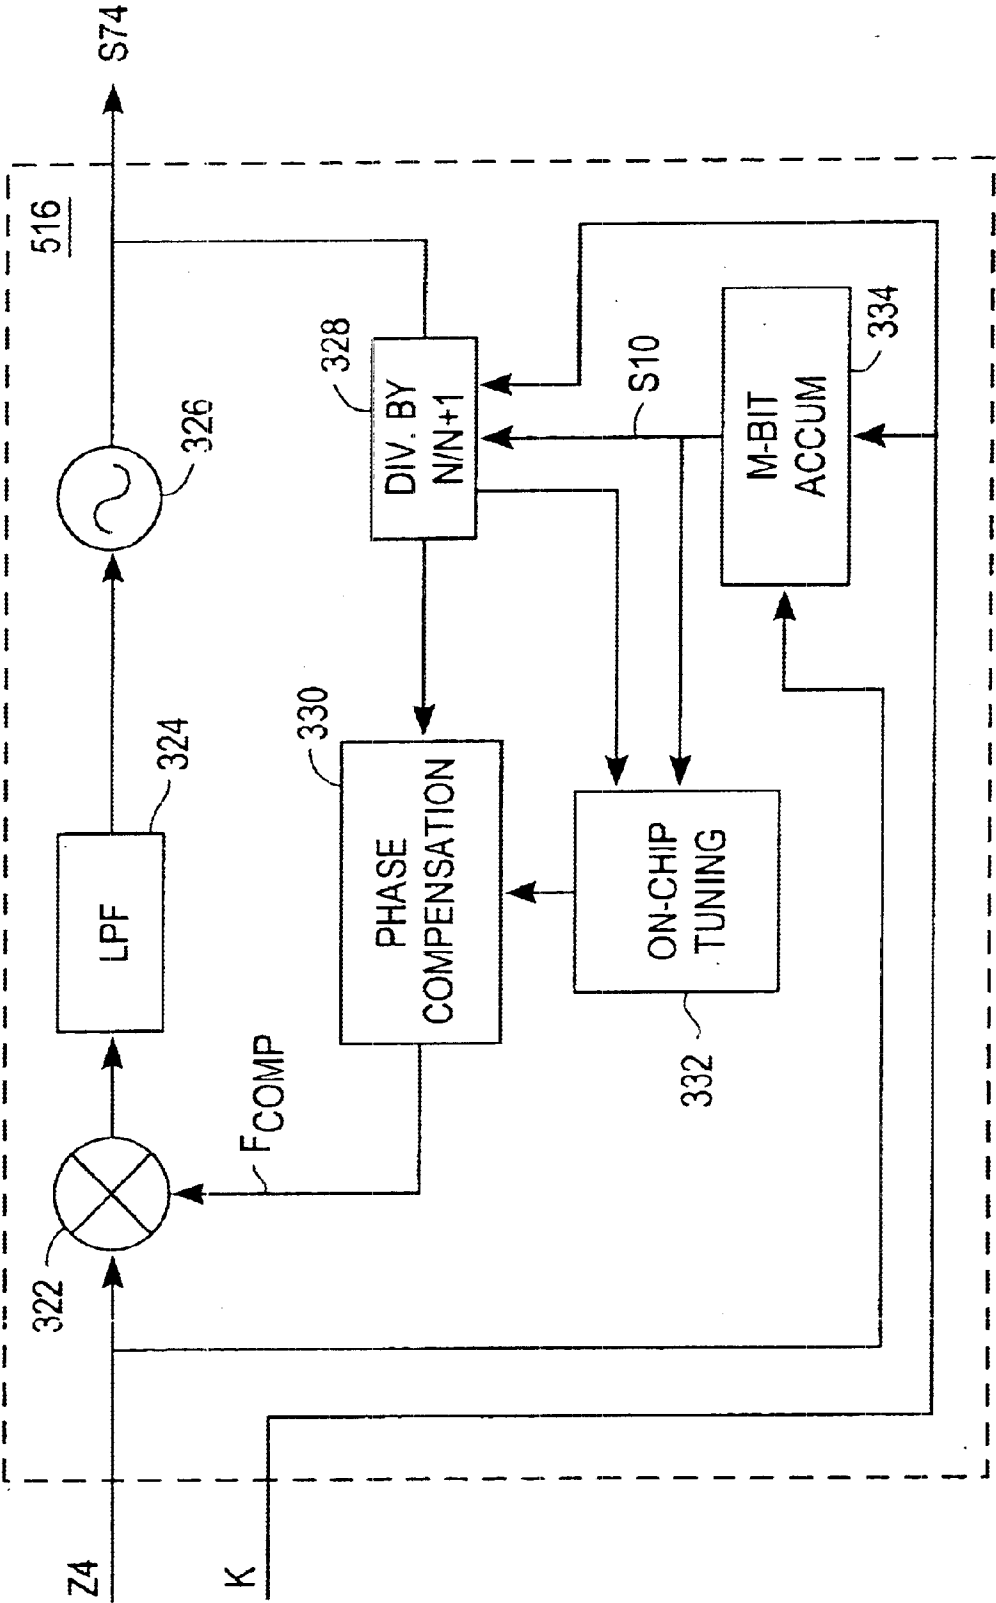 516
Z4
322
LPF
324
326
S74
K
F COMP
330
PHASE
COMPENSATION
328
DIV. BY
N/N+1
S10
332
ON-CHIP
TUNING
M-BIT
ACCUM
334